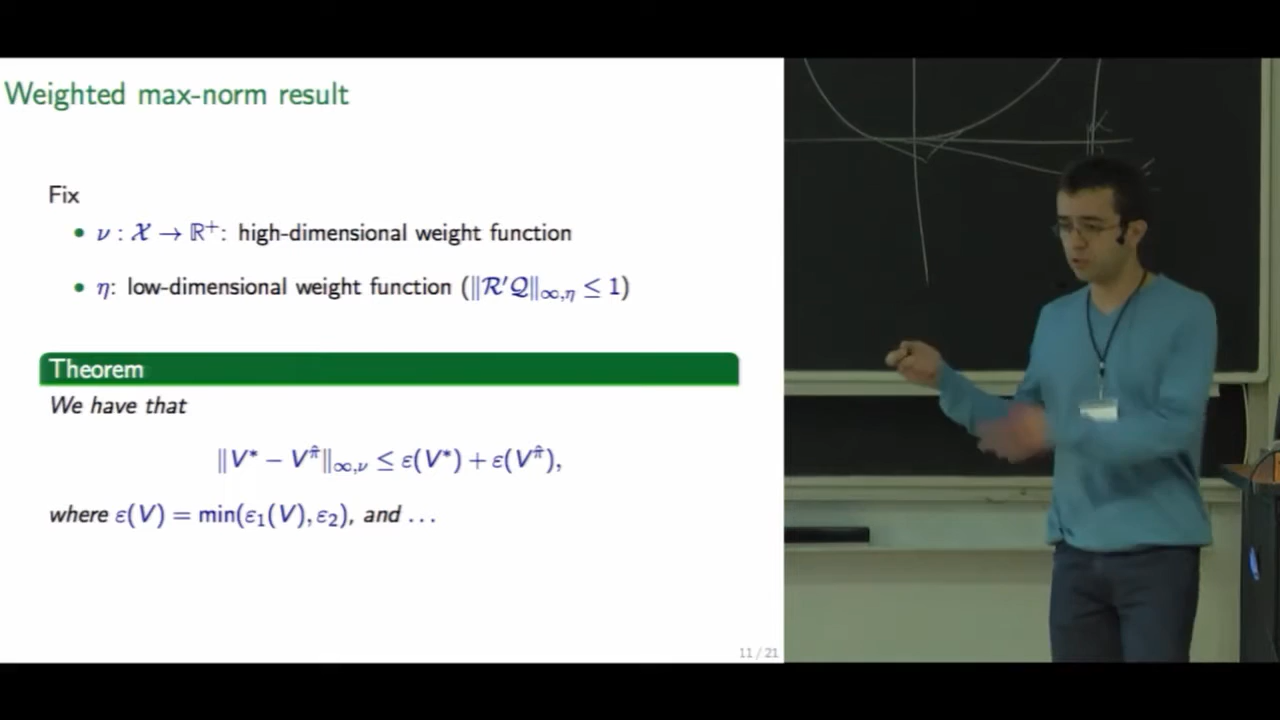 Weighted max-norm result
Fix
• ν : 𝒳 → ℝ⁺: high-dimensional weight function
• η: low-dimensional weight function (‖ℛ′𝒬‖∞,η ≤ 1)
Theorem
We have that
‖V* − V^π̂‖∞,ν ≤ ε(V*) + ε(V^π̂),
where ε(V) = min(ε₁(V), ε₂), and …
11 / 21